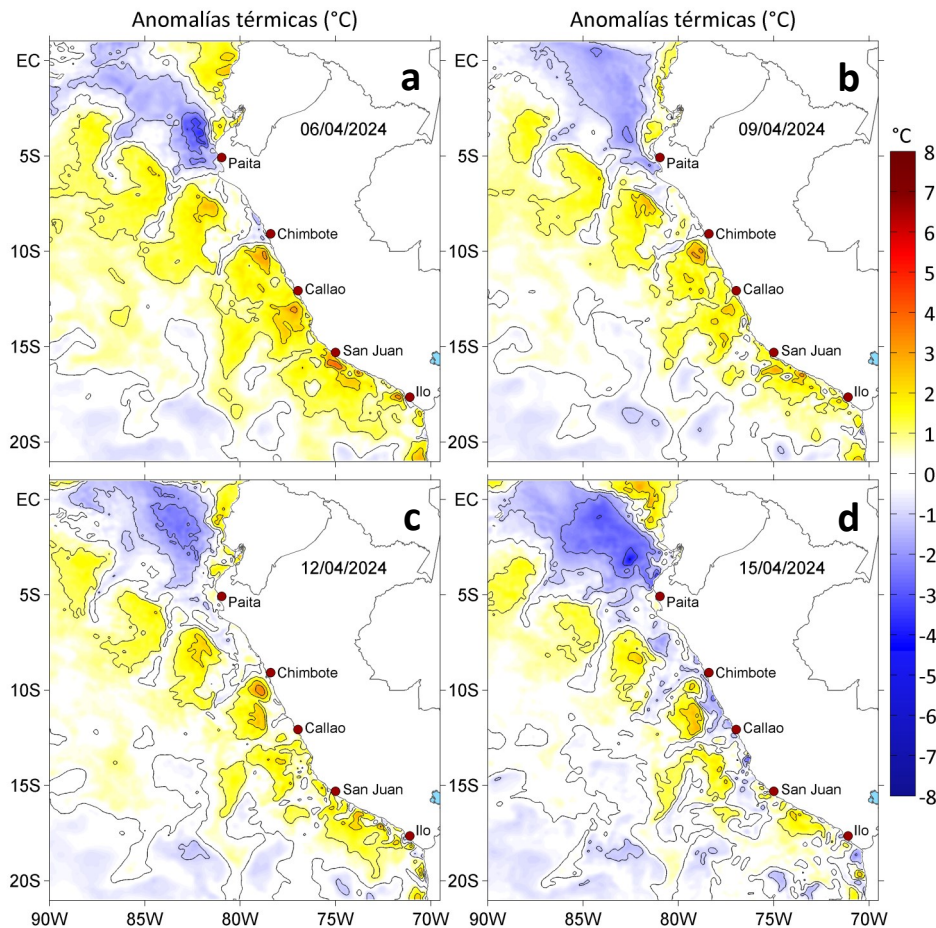 Anomalías térmicas (°C)
Anomalías térmicas (°C)
EC
5S
10S
15S
20S
a
06/04/2024
Paita
Chimbote
Callao
San Juan
Ilo
EC
5S
10S
15S
20S
b
09/04/2024
Paita
Chimbote
Callao
San Juan
Ilo
°C
8
7
6
5
4
3
2
1
0
-1
-2
-3
-4
-5
-6
-7
-8
EC
5S
10S
15S
20S
c
12/04/2024
Paita
Chimbote
Callao
San Juan
Ilo
90W
85W
80W
75W
70W
EC
5S
10S
15S
20S
d
15/04/2024
Paita
Chimbote
Callao
San Juan
Ilo
90W
85W
80W
75W
70W